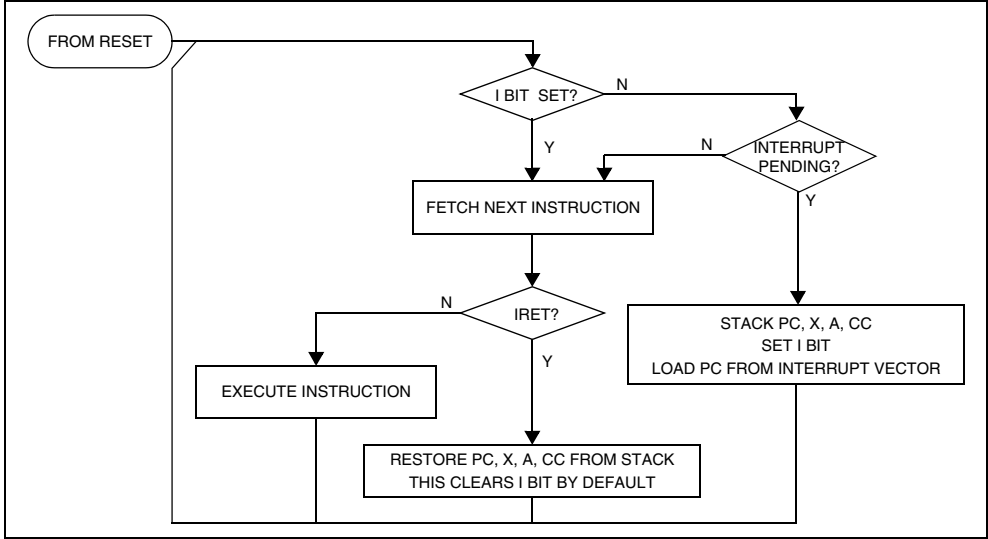 FROM RESET
I BIT SET?
N
Y
N
INTERRUPT
PENDING?
Y
FETCH NEXT INSTRUCTION
N
IRET?
Y
STACK PC, X, A, CC
SET I BIT
LOAD PC FROM INTERRUPT VECTOR
EXECUTE INSTRUCTION
RESTORE PC, X, A, CC FROM STACK
THIS CLEARS I BIT BY DEFAULT